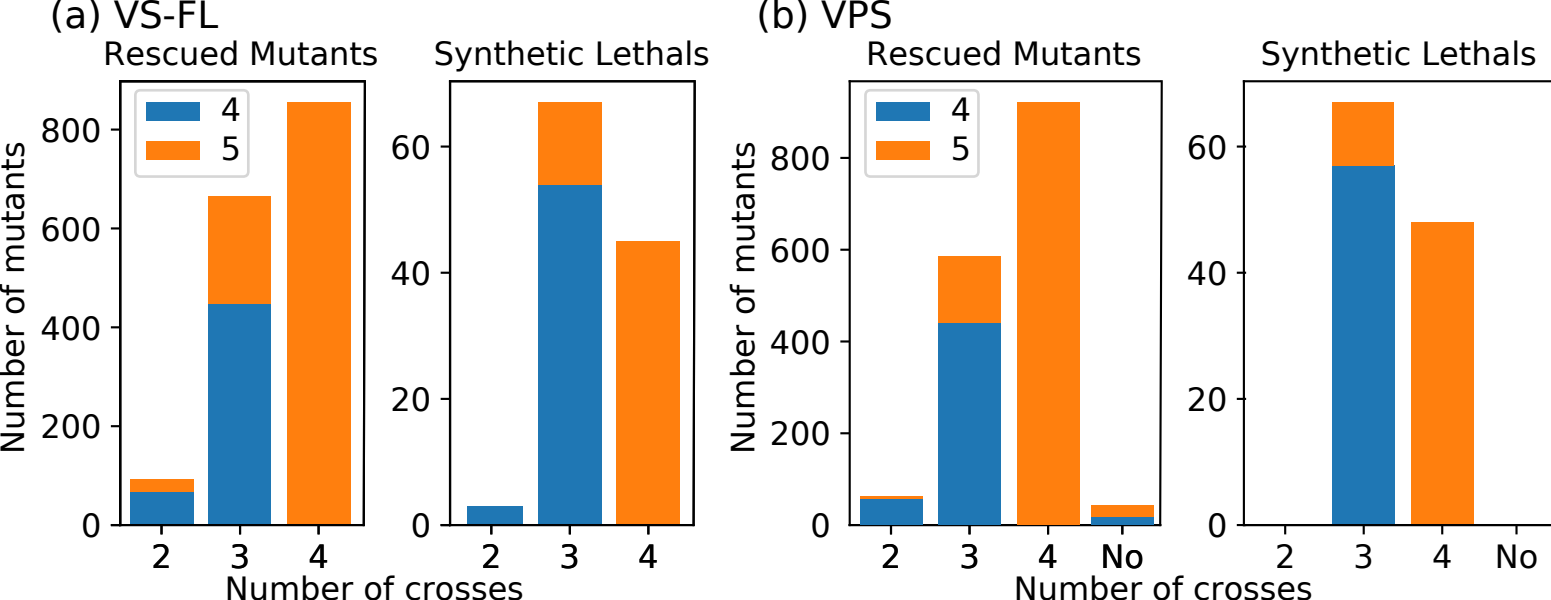 (a) VS-FL
Rescued Mutants
Synthetic Lethals
4
5
Number of mutants
800
600
400
200
0
2 3 4
60
40
20
0
2 3 4
Number of crosses
(b) VPS
Rescued Mutants
Synthetic Lethals
4
5
Number of mutants
800
600
400
200
0
2 3 4 No
60
40
20
0
2 3 4 No
Number of crosses